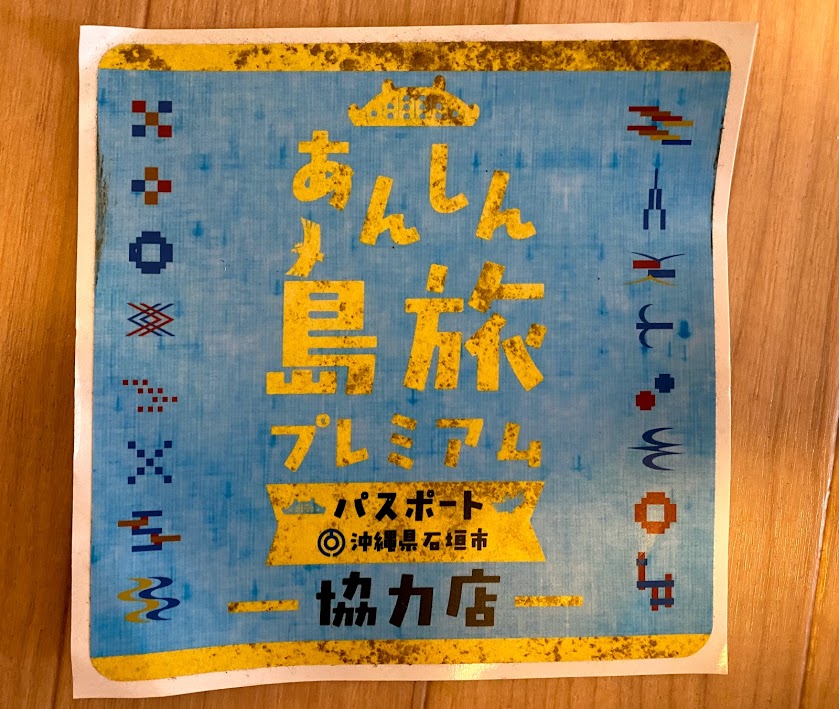 あんしん
島旅
プレミアム
パスポート
沖縄県石垣市
協力店